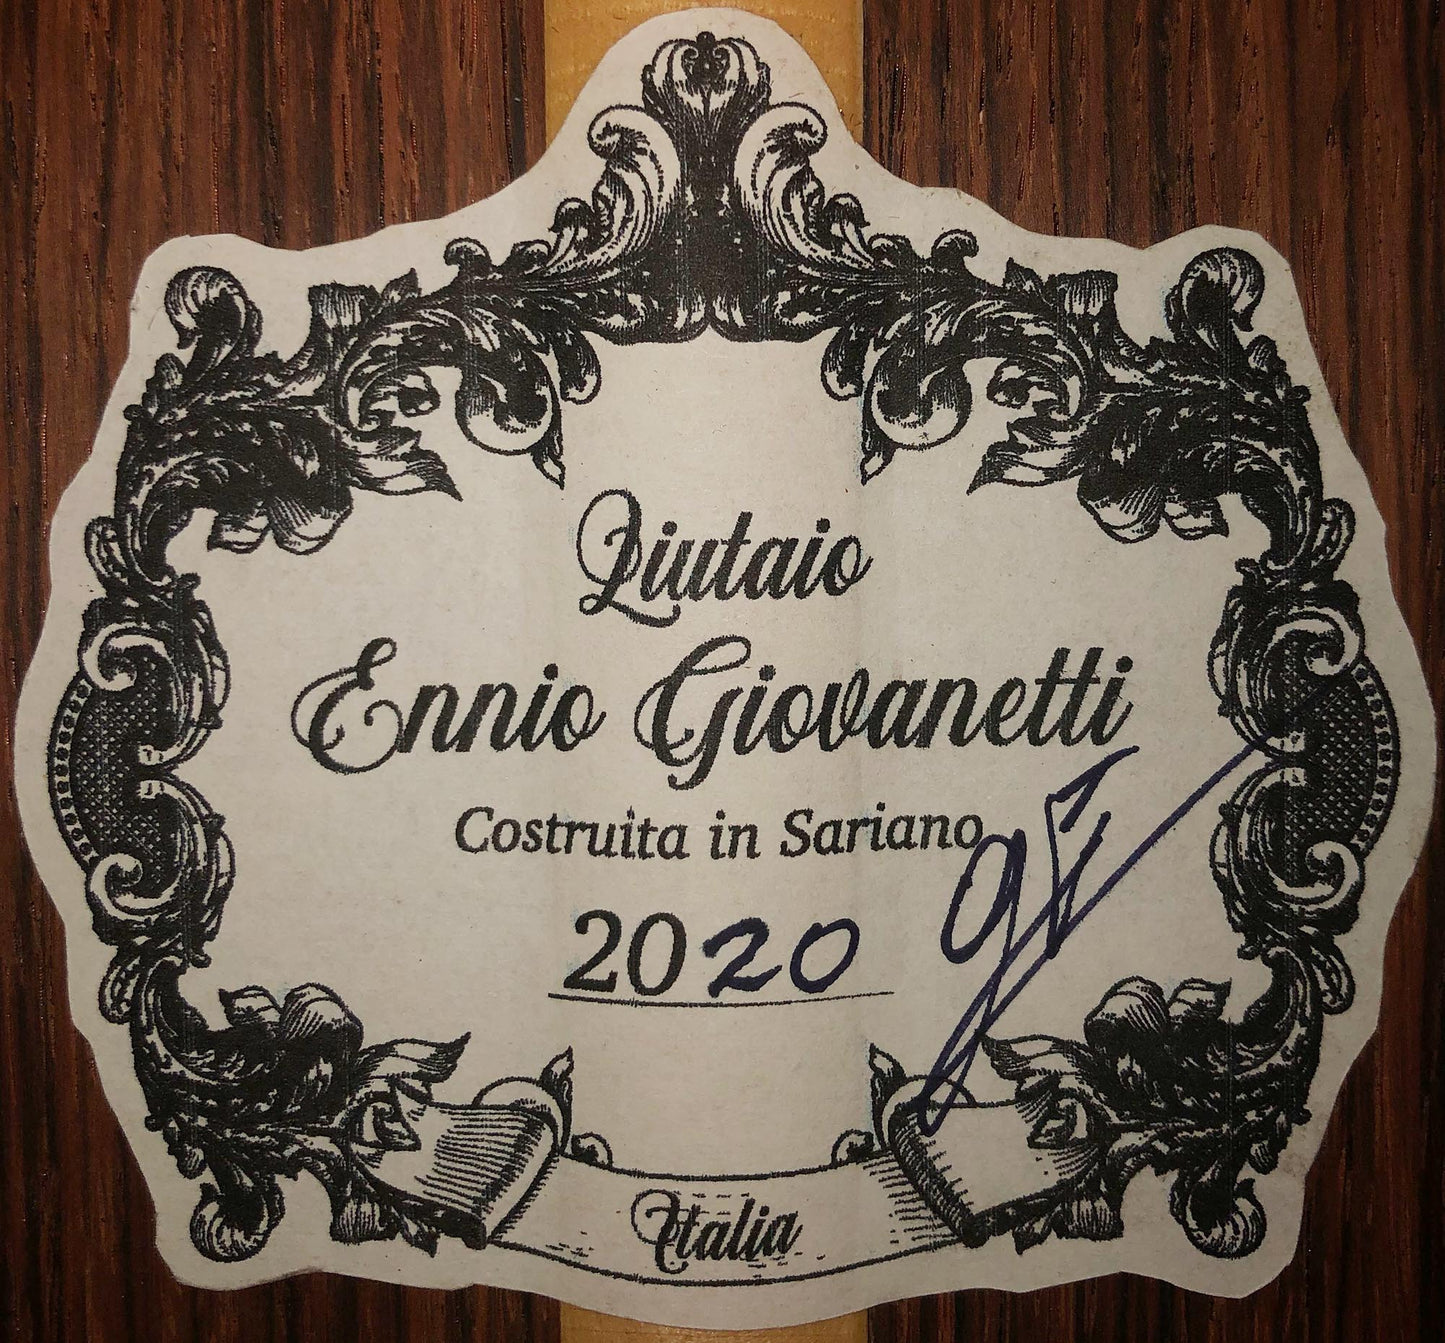 Liutaio
Ennio Giovanetti
Costruita in Sariano
2020
Italia